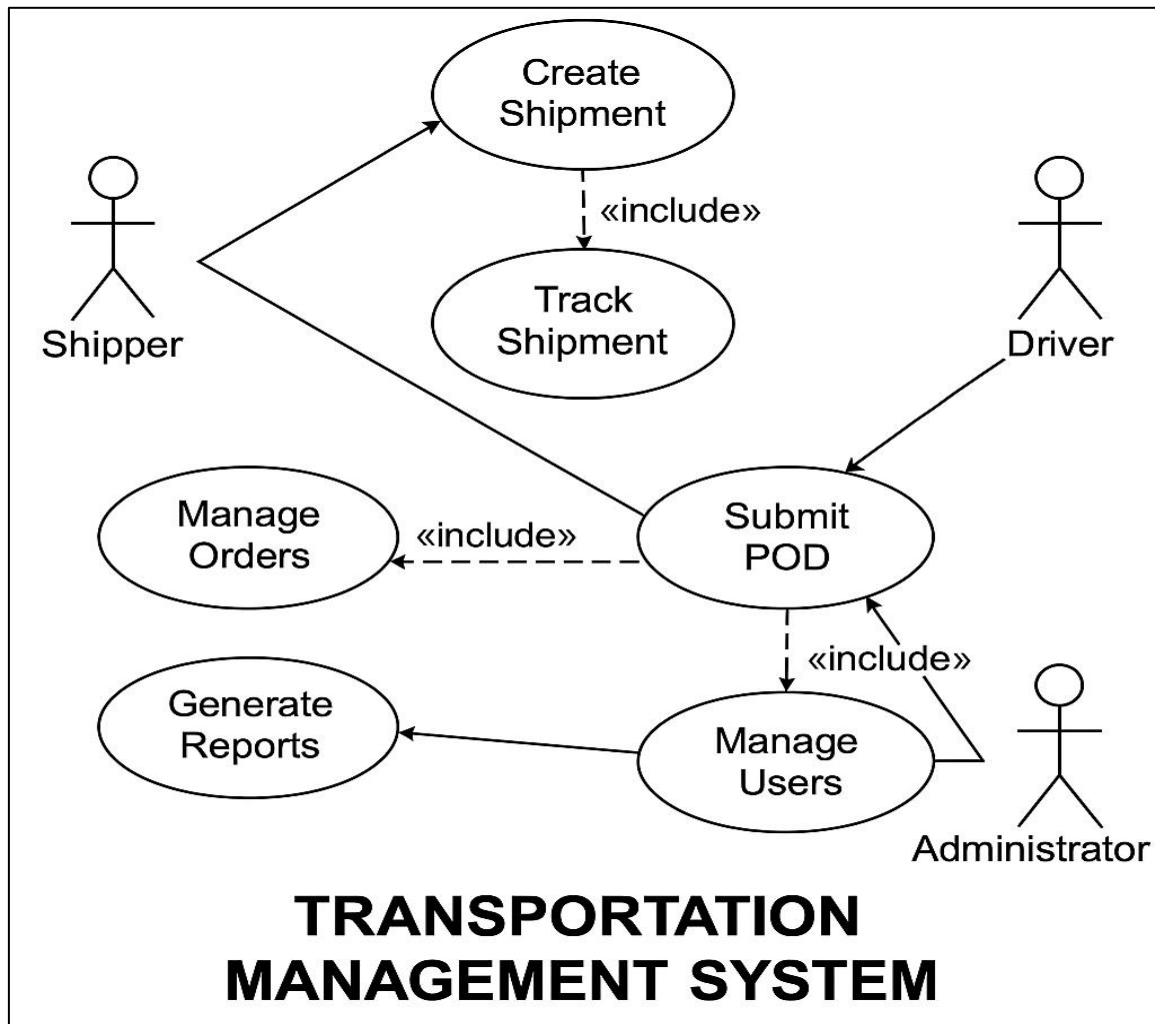 Create
Shipment
«include»
Track
Shipment
Shipper
Driver
Manage
Orders
«include»
Submit
POD
«include»
Generate
Reports
Manage
Users
Administrator
TRANSPORTATION
MANAGEMENT SYSTEM